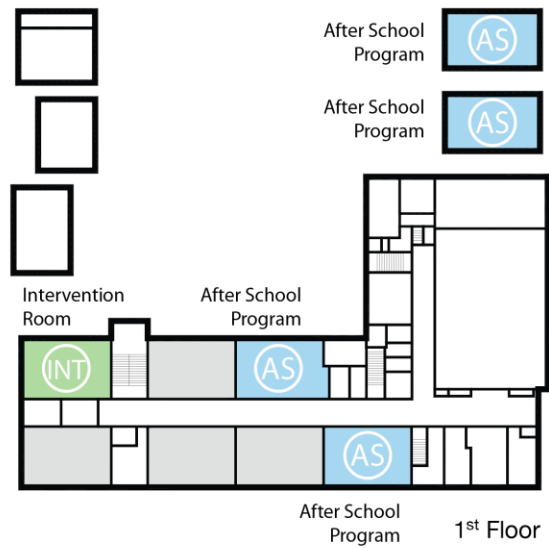 After School
Program
AS
After School
Program
AS
Intervention
Room
After School
Program
INT
AS
AS
After School
Program
1st Floor